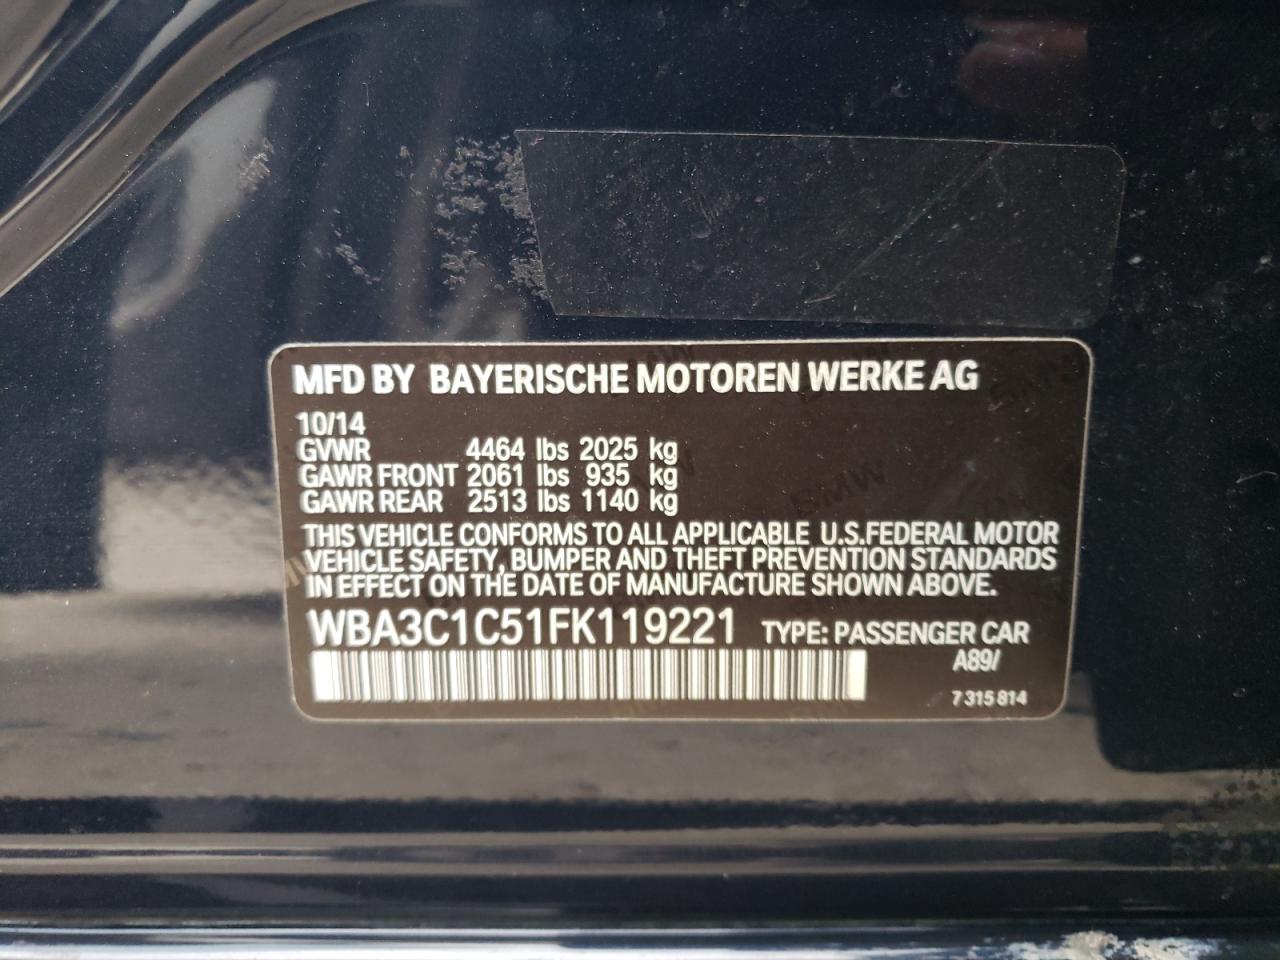 MFD BY BAYERISCHE MOTOREN WERKE AG
10/14
GVWR 4464 lbs 2025 kg
GAWR FRONT 2061 lbs 935 kg
GAWR REAR 2513 lbs 1140 kg
THIS VEHICLE CONFORMS TO ALL APPLICABLE U.S.FEDERAL MOTOR
VEHICLE SAFETY, BUMPER AND THEFT PREVENTION STANDARDS
IN EFFECT ON THE DATE OF MANUFACTURE SHOWN ABOVE.
WBA3C1C51FK119221 TYPE: PASSENGER CAR
A89/
7 315 814